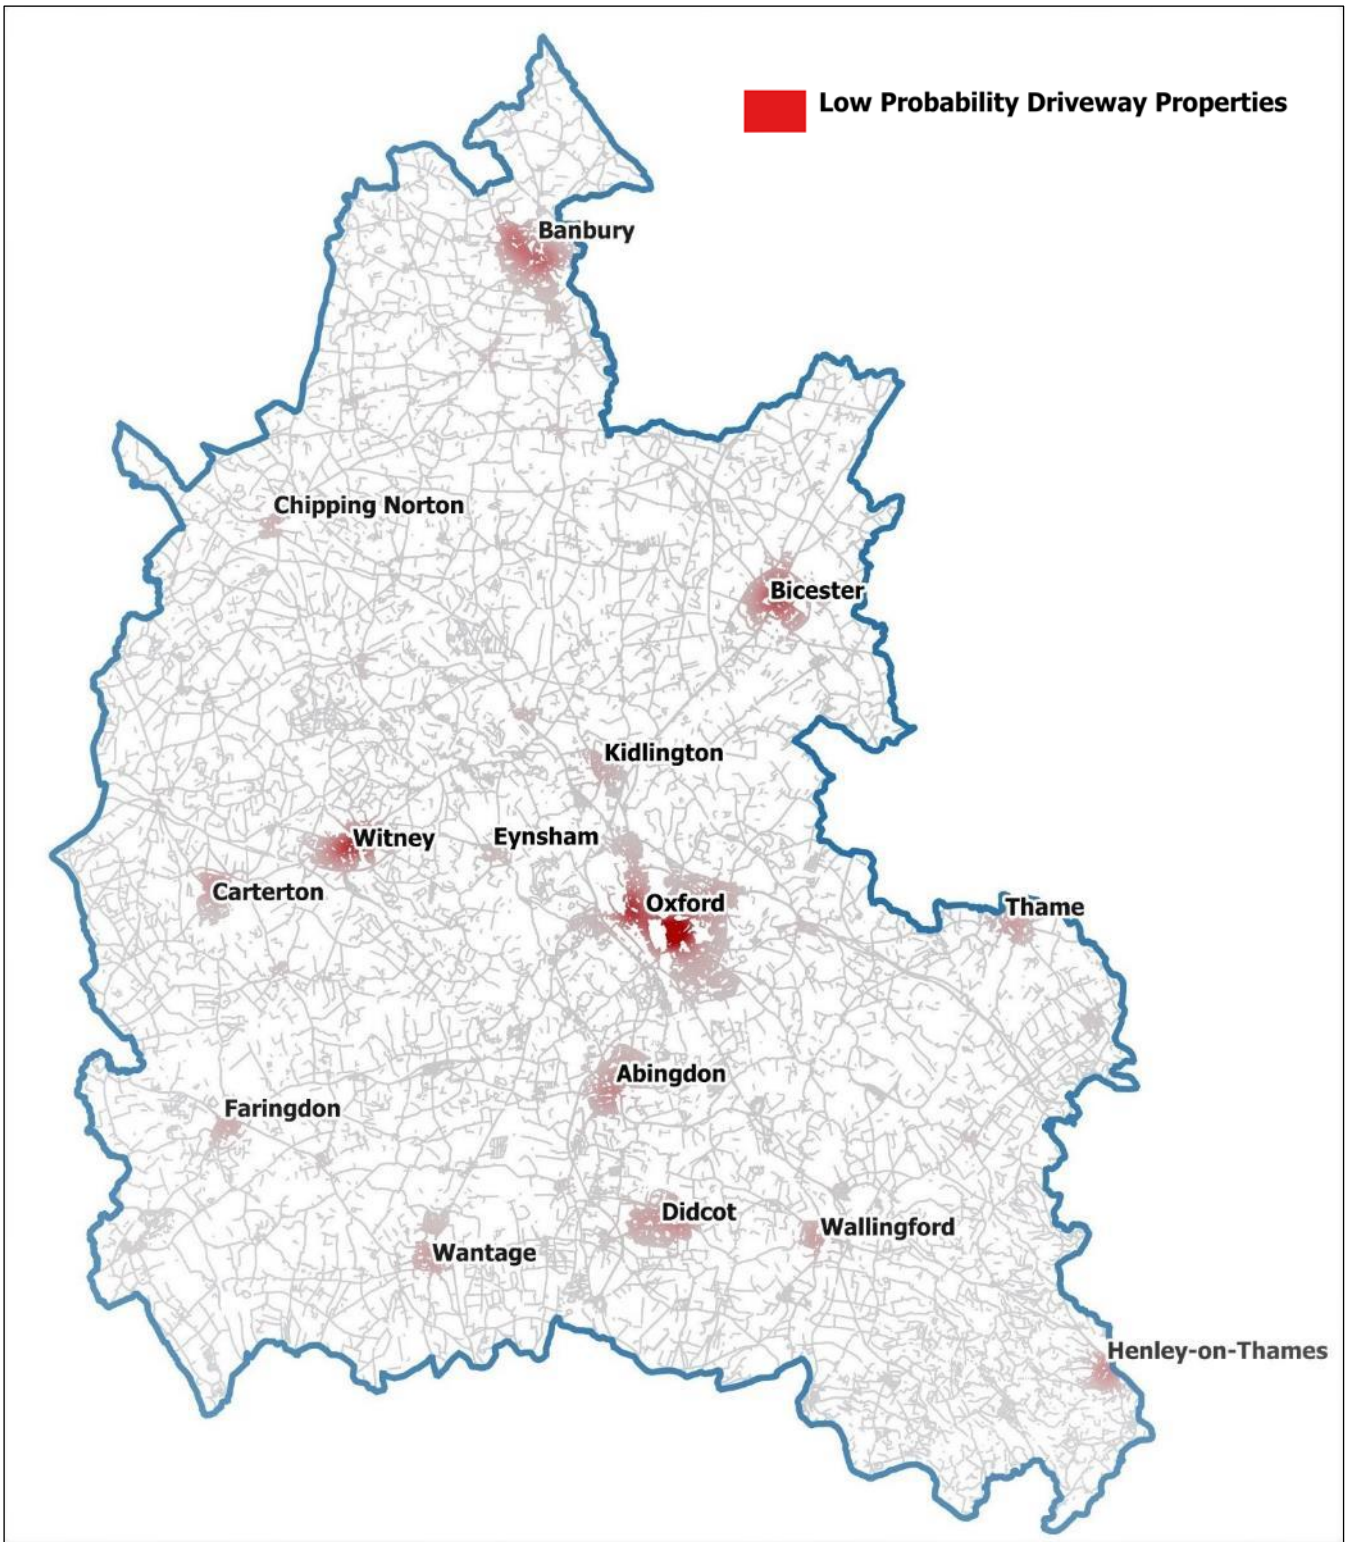 Low Probability Driveway Properties
Banbury
Chipping Norton
Bicester
Kidlington
Witney
Eynsham
Carterton
Oxford
Thame
Abingdon
Faringdon
Didcot
Wallingford
Wantage
Henley-on-Thames